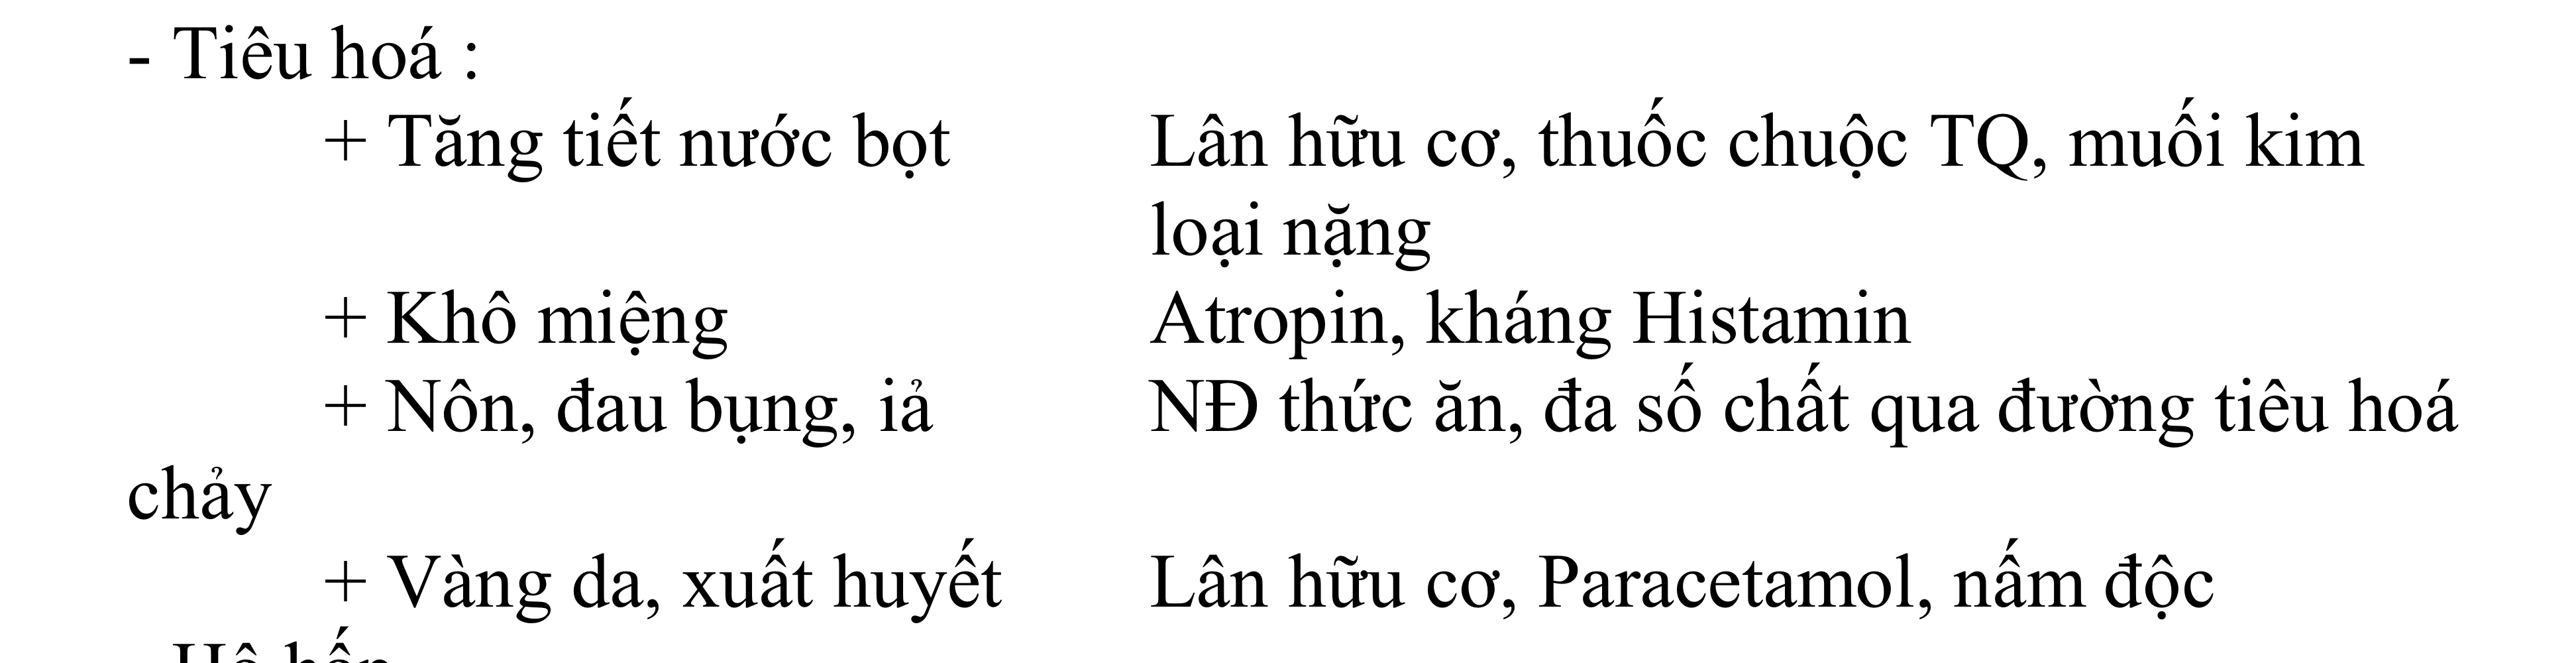 - Tiêu hoá :
+ Tăng tiết nước bọt Lân hữu cơ, thuốc chuộc TQ, muối kim
loại nặng
+ Khô miệng Atropin, kháng Histamin
+ Nôn, đau bụng, iả NĐ thức ăn, đa số chất qua đường tiêu hoá
chảy
+ Vàng da, xuất huyết Lân hữu cơ, Paracetamol, nấm độc